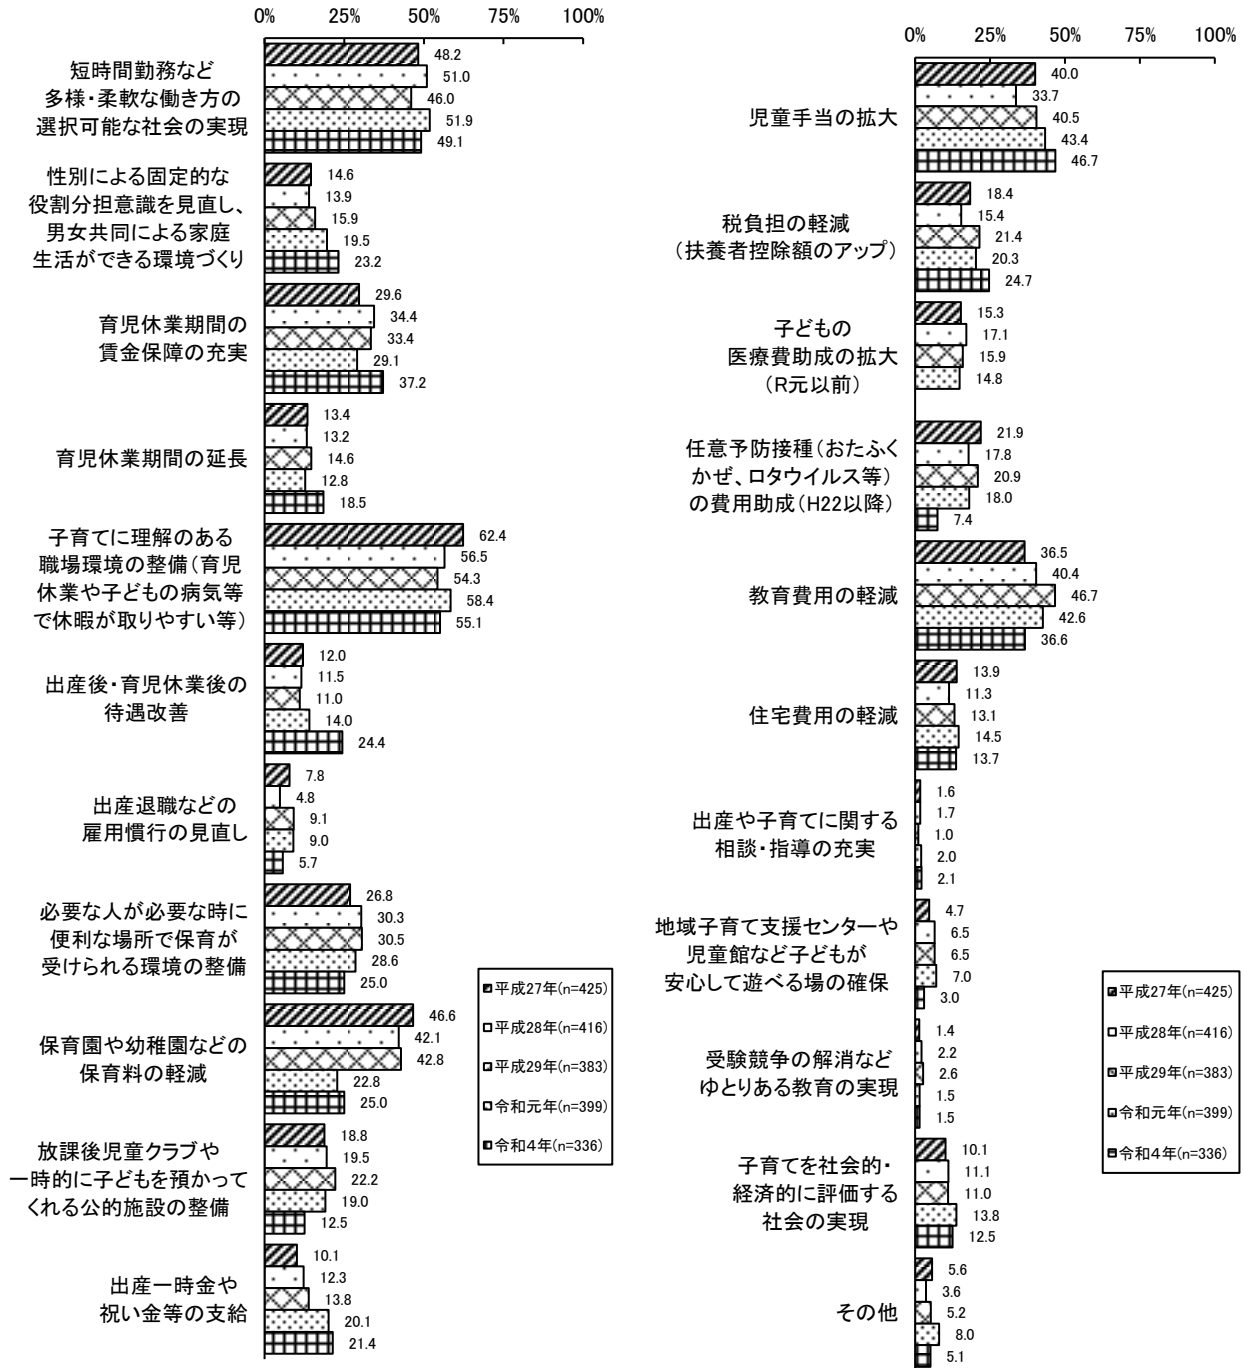 0%
25%
50%
75%
100%
短時間勤務など
多様・柔軟な働き方の
選択可能な社会の実現
48.2
51.0
46.0
51.9
49.1
性別による固定的な
役割分担意識を見直し、
男女共同による家庭
生活ができる環境づくり
14.6
13.9
15.9
19.5
23.2
育児休業期間の
賃金保障の充実
29.6
34.4
33.4
29.1
37.2
育児休業期間の延長
13.4
13.2
14.6
12.8
18.5
子育てに理解のある
職場環境の整備(育児
休業や子どもの病気等
で休暇が取りやすい等)
62.4
56.5
54.3
58.4
55.1
出産後・育児休業後の
待遇改善
12.0
11.5
11.0
14.0
24.4
出産退職などの
雇用慣行の見直し
7.8
4.8
9.1
9.0
5.7
必要な人が必要な時に
便利な場所で保育が
受けられる環境の整備
26.8
30.3
30.5
28.6
25.0
保育園や幼稚園などの
保育料の軽減
46.6
42.1
42.8
22.8
25.0
放課後児童クラブや
一時的に子どもを預かって
くれる公的施設の整備
18.8
19.5
22.2
19.0
12.5
出産一時金や
祝い金等の支給
10.1
12.3
13.8
20.1
21.4
平成27年(n=425)
平成28年(n=416)
平成29年(n=383)
令和元年(n=399)
令和4年(n=336)
0%
25%
50%
75%
100%
児童手当の拡大
40.0
33.7
40.5
43.4
46.7
税負担の軽減
(扶養者控除額のアップ)
18.4
15.4
21.4
20.3
24.7
子どもの
医療費助成の拡大
(R元以前)
15.3
17.1
15.9
14.8
任意予防接種(おたふく
かぜ、ロタウイルス等)
の費用助成(H22以降)
21.9
17.8
20.9
18.0
7.4
教育費用の軽減
36.5
40.4
46.7
42.6
36.6
住宅費用の軽減
13.9
11.3
13.1
14.5
13.7
出産や子育てに関する
相談・指導の充実
1.6
1.7
1.0
2.0
2.1
地域子育て支援センターや
児童館など子どもが
安心して遊べる場の確保
4.7
6.5
6.5
7.0
3.0
受験競争の解消など
ゆとりある教育の実現
1.4
2.2
2.6
1.5
1.5
子育てを社会的・
経済的に評価する
社会の実現
10.1
11.1
11.0
13.8
12.5
その他
5.6
3.6
5.2
8.0
5.1
平成27年(n=425)
平成28年(n=416)
平成29年(n=383)
令和元年(n=399)
令和4年(n=336)